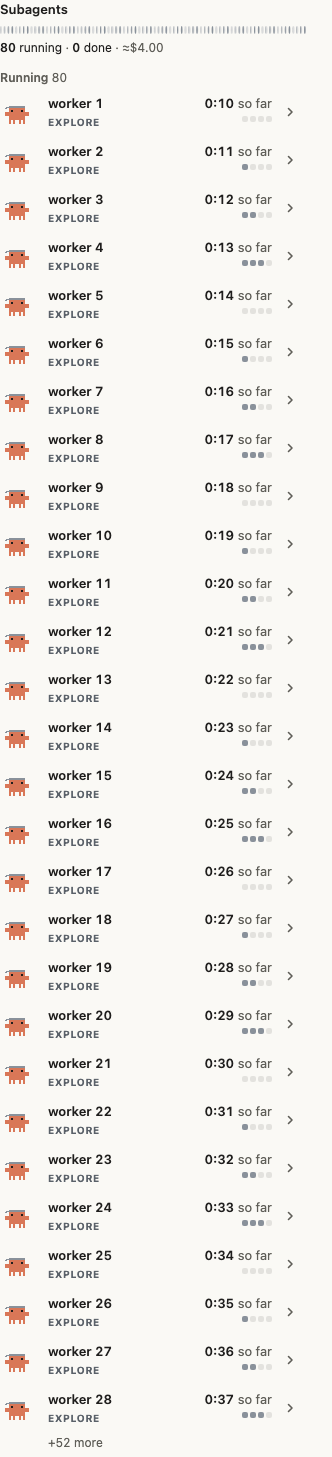 Subagents
80 running · 0 done · ≈$4.00
Running 80
worker 1 0:10 so far
EXPLORE
worker 2 0:11 so far
EXPLORE
worker 3 0:12 so far
EXPLORE
worker 4 0:13 so far
EXPLORE
worker 5 0:14 so far
EXPLORE
worker 6 0:15 so far
EXPLORE
worker 7 0:16 so far
EXPLORE
worker 8 0:17 so far
EXPLORE
worker 9 0:18 so far
EXPLORE
worker 10 0:19 so far
EXPLORE
worker 11 0:20 so far
EXPLORE
worker 12 0:21 so far
EXPLORE
worker 13 0:22 so far
EXPLORE
worker 14 0:23 so far
EXPLORE
worker 15 0:24 so far
EXPLORE
worker 16 0:25 so far
EXPLORE
worker 17 0:26 so far
EXPLORE
worker 18 0:27 so far
EXPLORE
worker 19 0:28 so far
EXPLORE
worker 20 0:29 so far
EXPLORE
worker 21 0:30 so far
EXPLORE
worker 22 0:31 so far
EXPLORE
worker 23 0:32 so far
EXPLORE
worker 24 0:33 so far
EXPLORE
worker 25 0:34 so far
EXPLORE
worker 26 0:35 so far
EXPLORE
worker 27 0:36 so far
EXPLORE
worker 28 0:37 so far
EXPLORE
+52 more